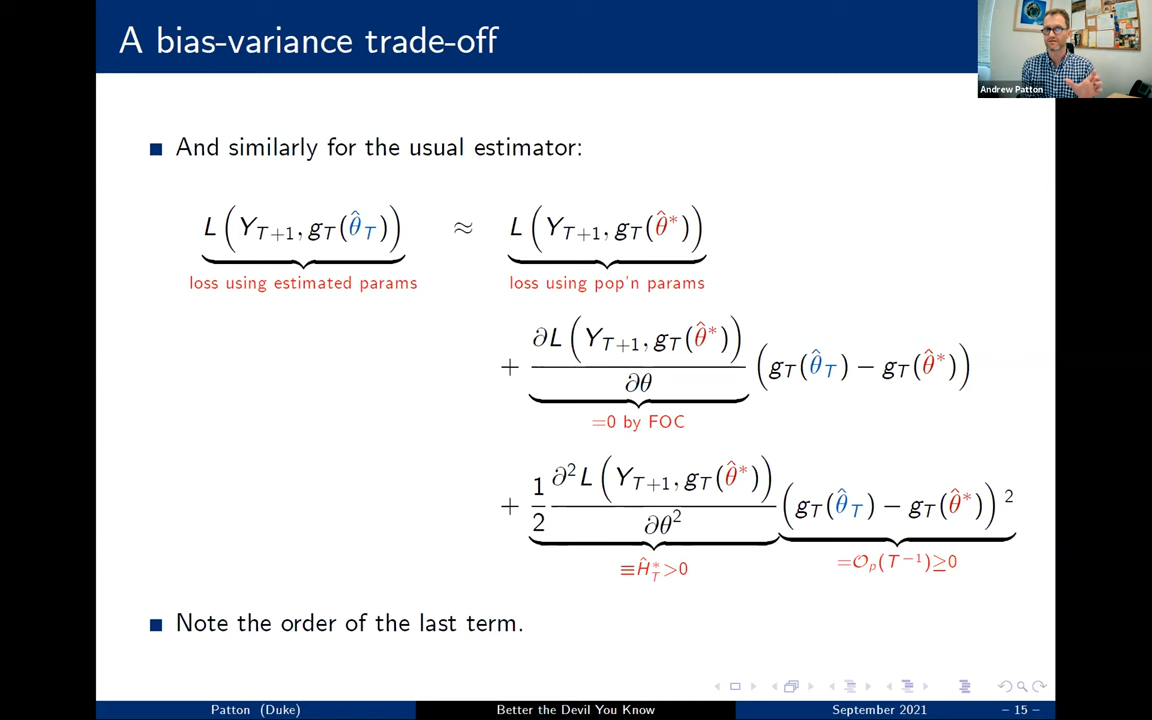 A bias-variance trade-off
Andrew Patton
And similarly for the usual estimator:
L(Y_{T+1}, g_T(θ̂_T)) ≈ L(Y_{T+1}, g_T(θ̂*))
loss using estimated params loss using pop'n params
+ ∂L(Y_{T+1}, g_T(θ̂*)) / ∂θ (g_T(θ̂_T) − g_T(θ̂*))
=0 by FOC
+ 1/2 ∂²L(Y_{T+1}, g_T(θ̂*)) / ∂θ² (g_T(θ̂_T) − g_T(θ̂*))²
≡Ĥ*_T>0 =𝒪_p(T⁻¹)≥0
Note the order of the last term.
Patton (Duke) Better the Devil You Know September 2021 – 15 –